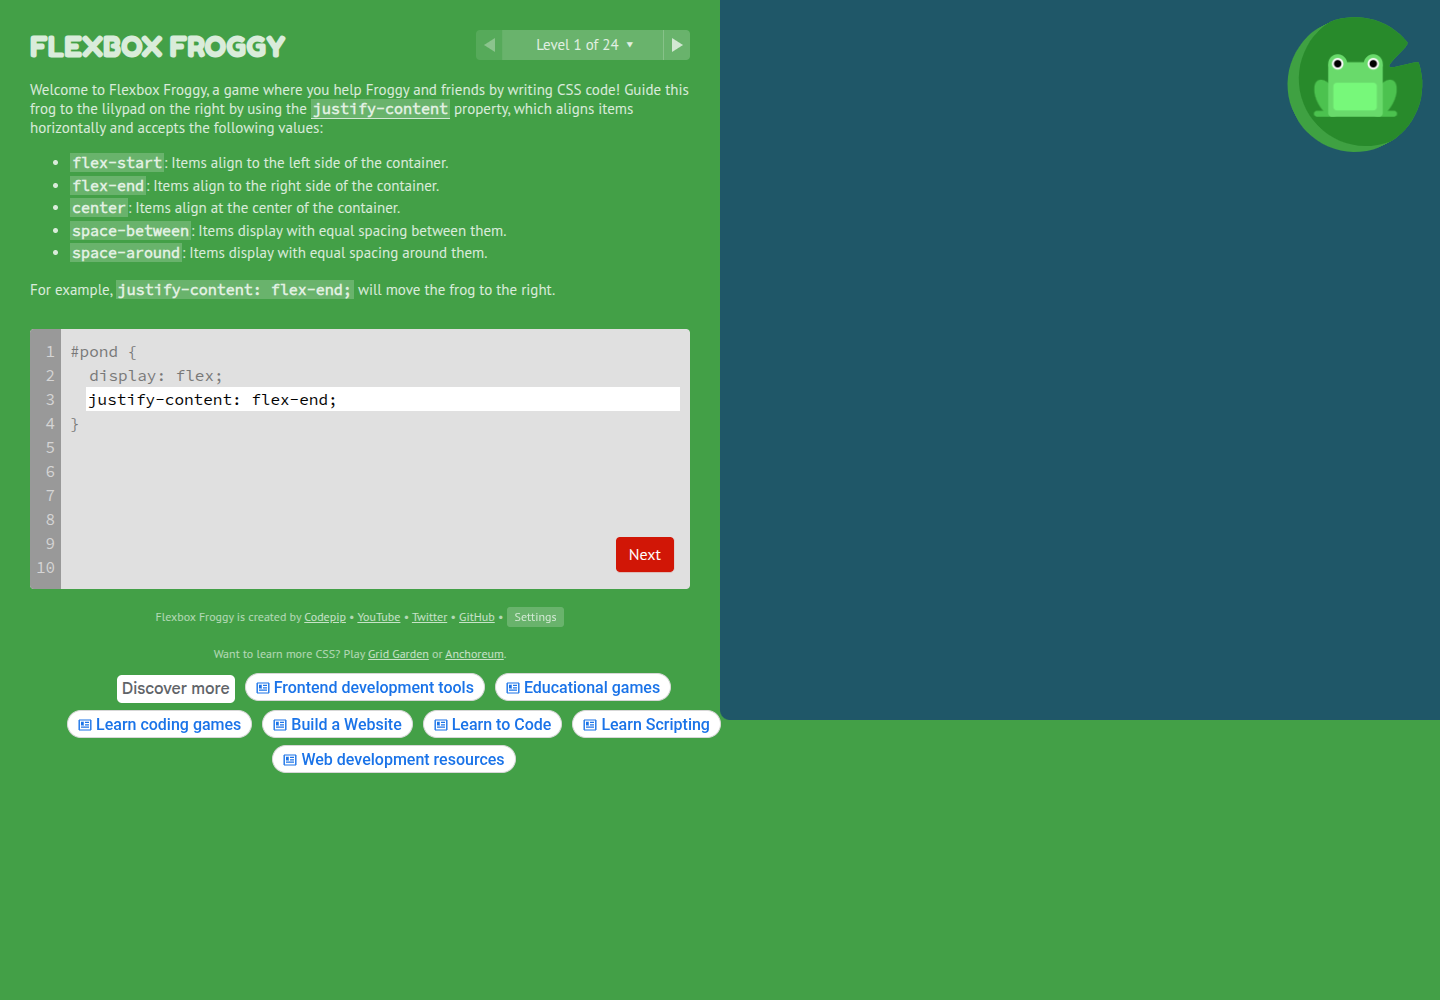 FLEXBOX FROGGY
Level 1 of 24 ▼
Welcome to Flexbox Froggy, a game where you help Froggy and friends by writing CSS code! Guide this
frog to the lilypad on the right by using the justify-content property, which aligns items
horizontally and accepts the following values:
• flex-start: Items align to the left side of the container.
• flex-end: Items align to the right side of the container.
• center: Items align at the center of the container.
• space-between: Items display with equal spacing between them.
• space-around: Items display with equal spacing around them.
For example, justify-content: flex-end; will move the frog to the right.
1 #pond {
2 display: flex;
3 justify-content: flex-end;
4 }
5
6
7
8
9
10
Next
Flexbox Froggy is created by Codepip • YouTube • Twitter • GitHub • Settings
Want to learn more CSS? Play Grid Garden or Anchoreum.
Discover more Frontend development tools Educational games
Learn coding games Build a Website Learn to Code Learn Scripting
Web development resources